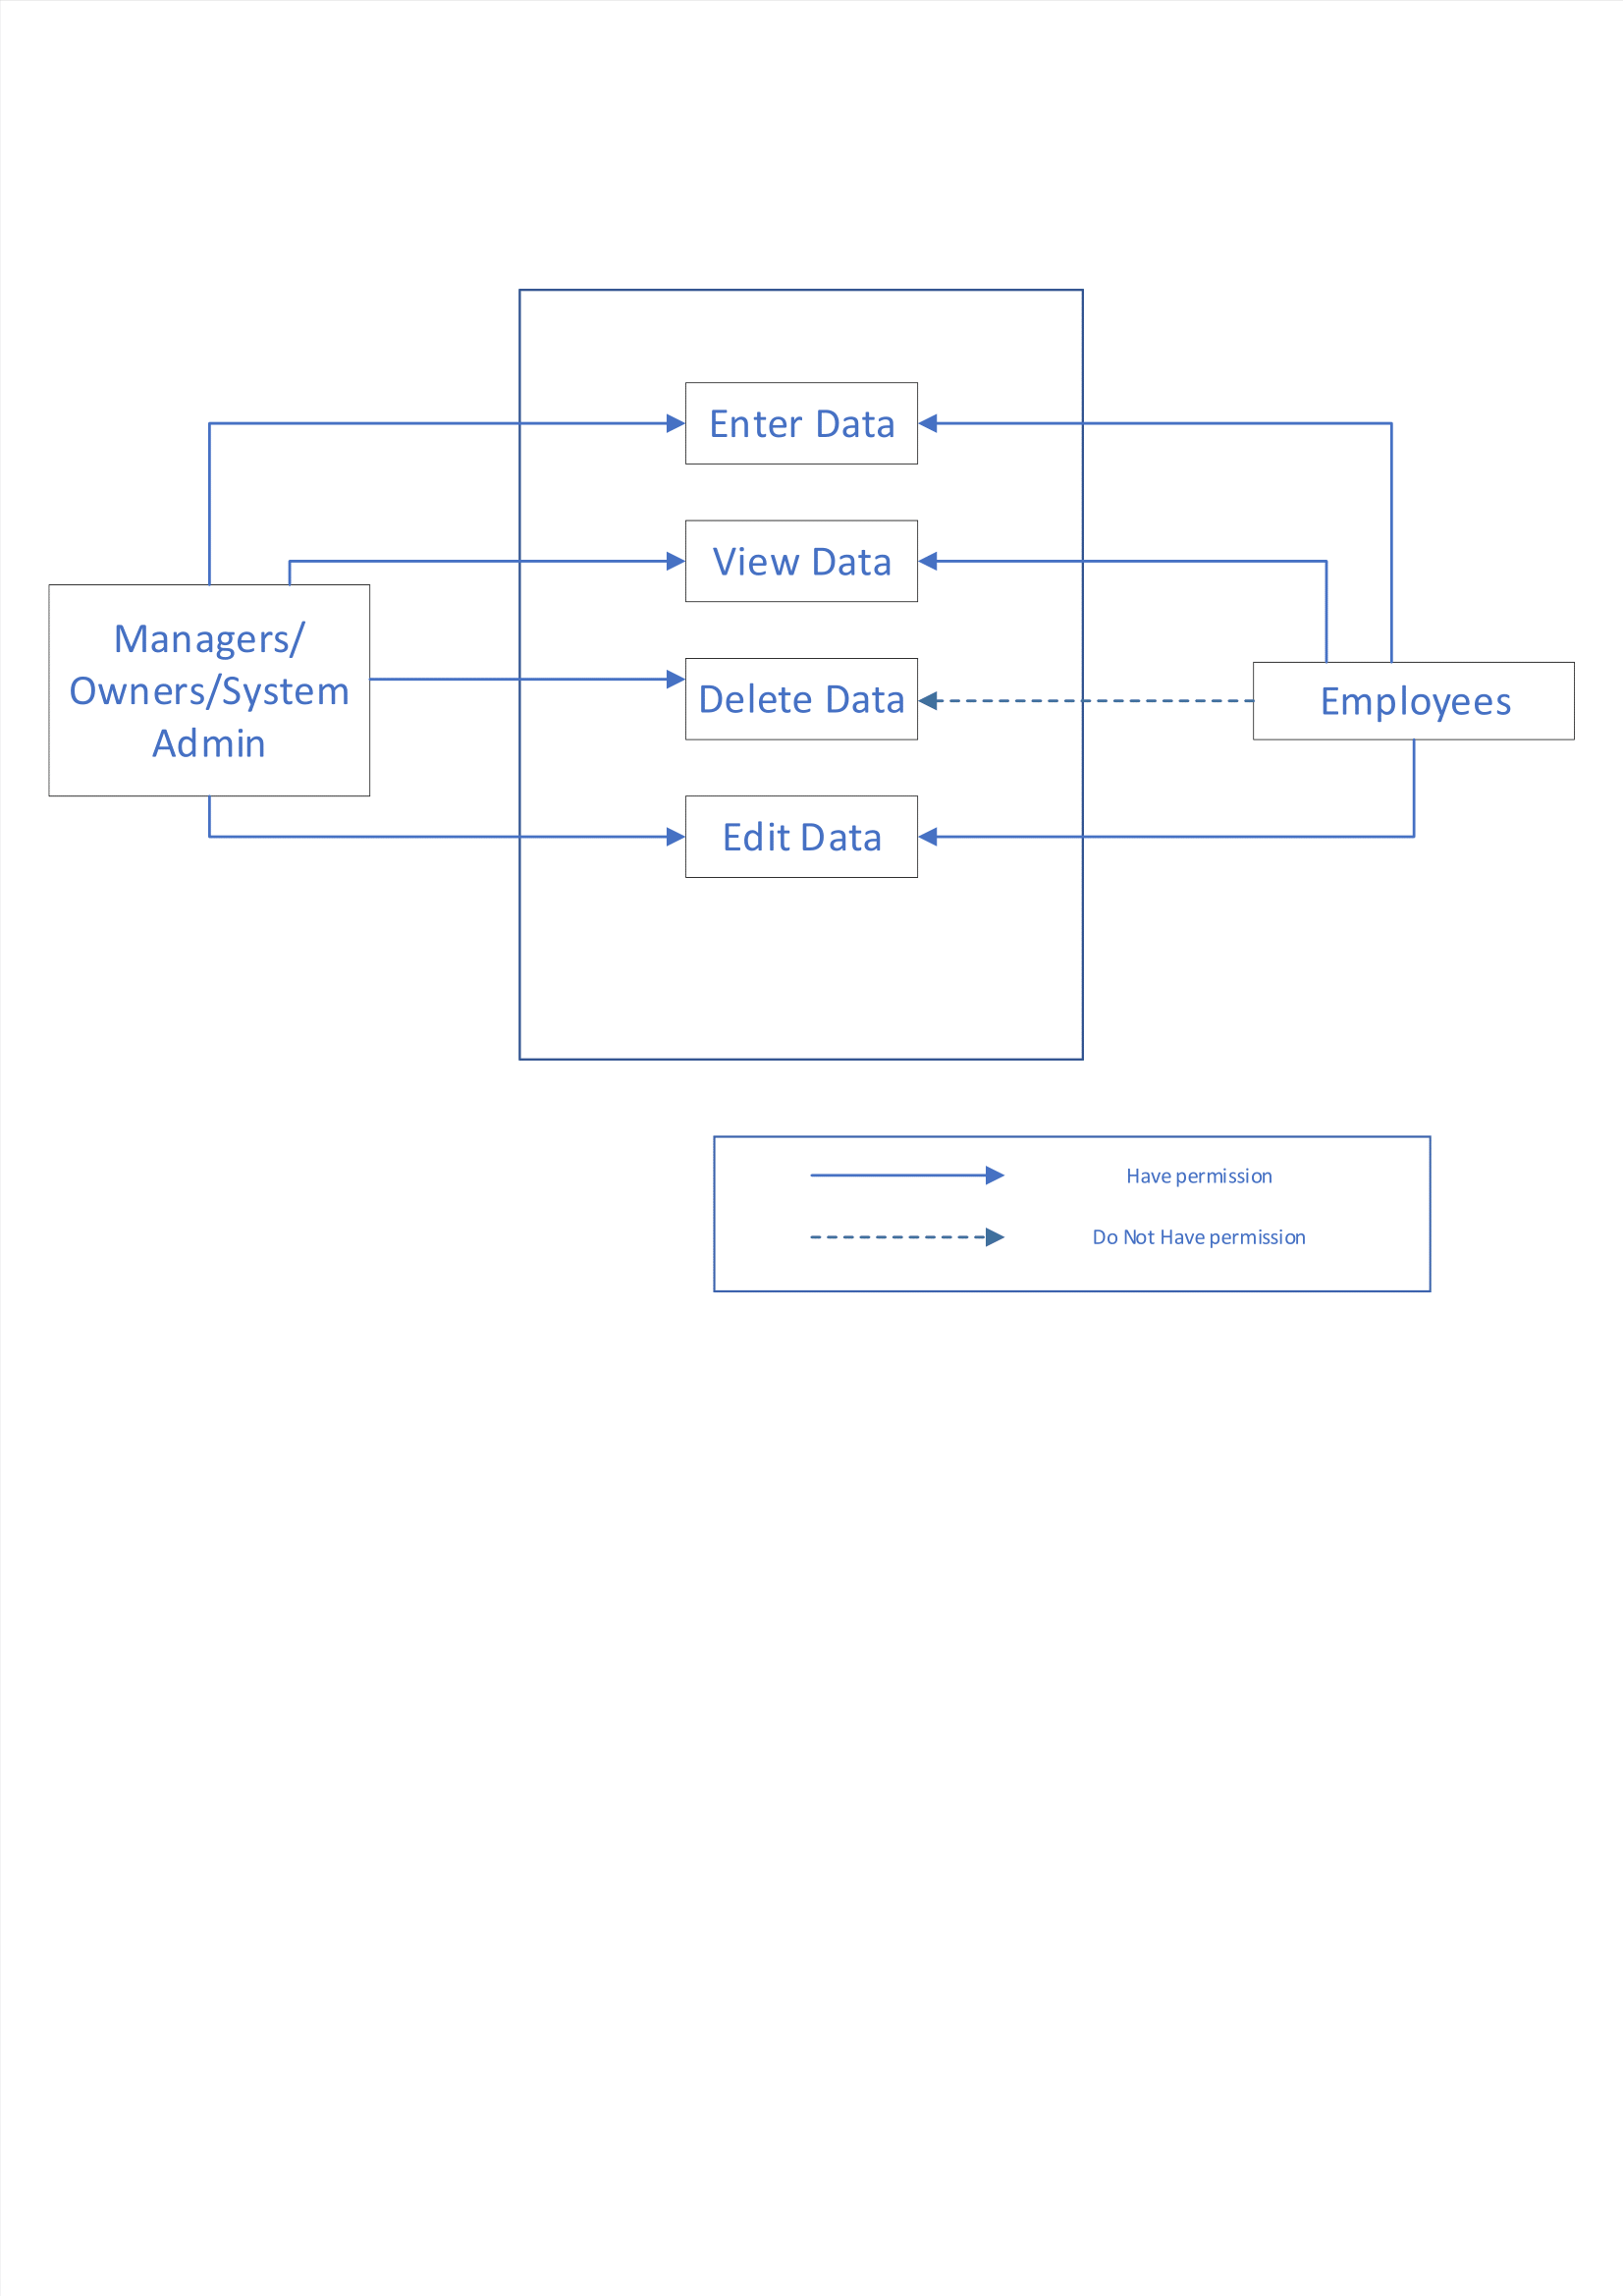 Enter Data
View Data
Managers/
Owners/System
Admin
Delete Data
Employees
Edit Data
Have permission
Do Not Have permission